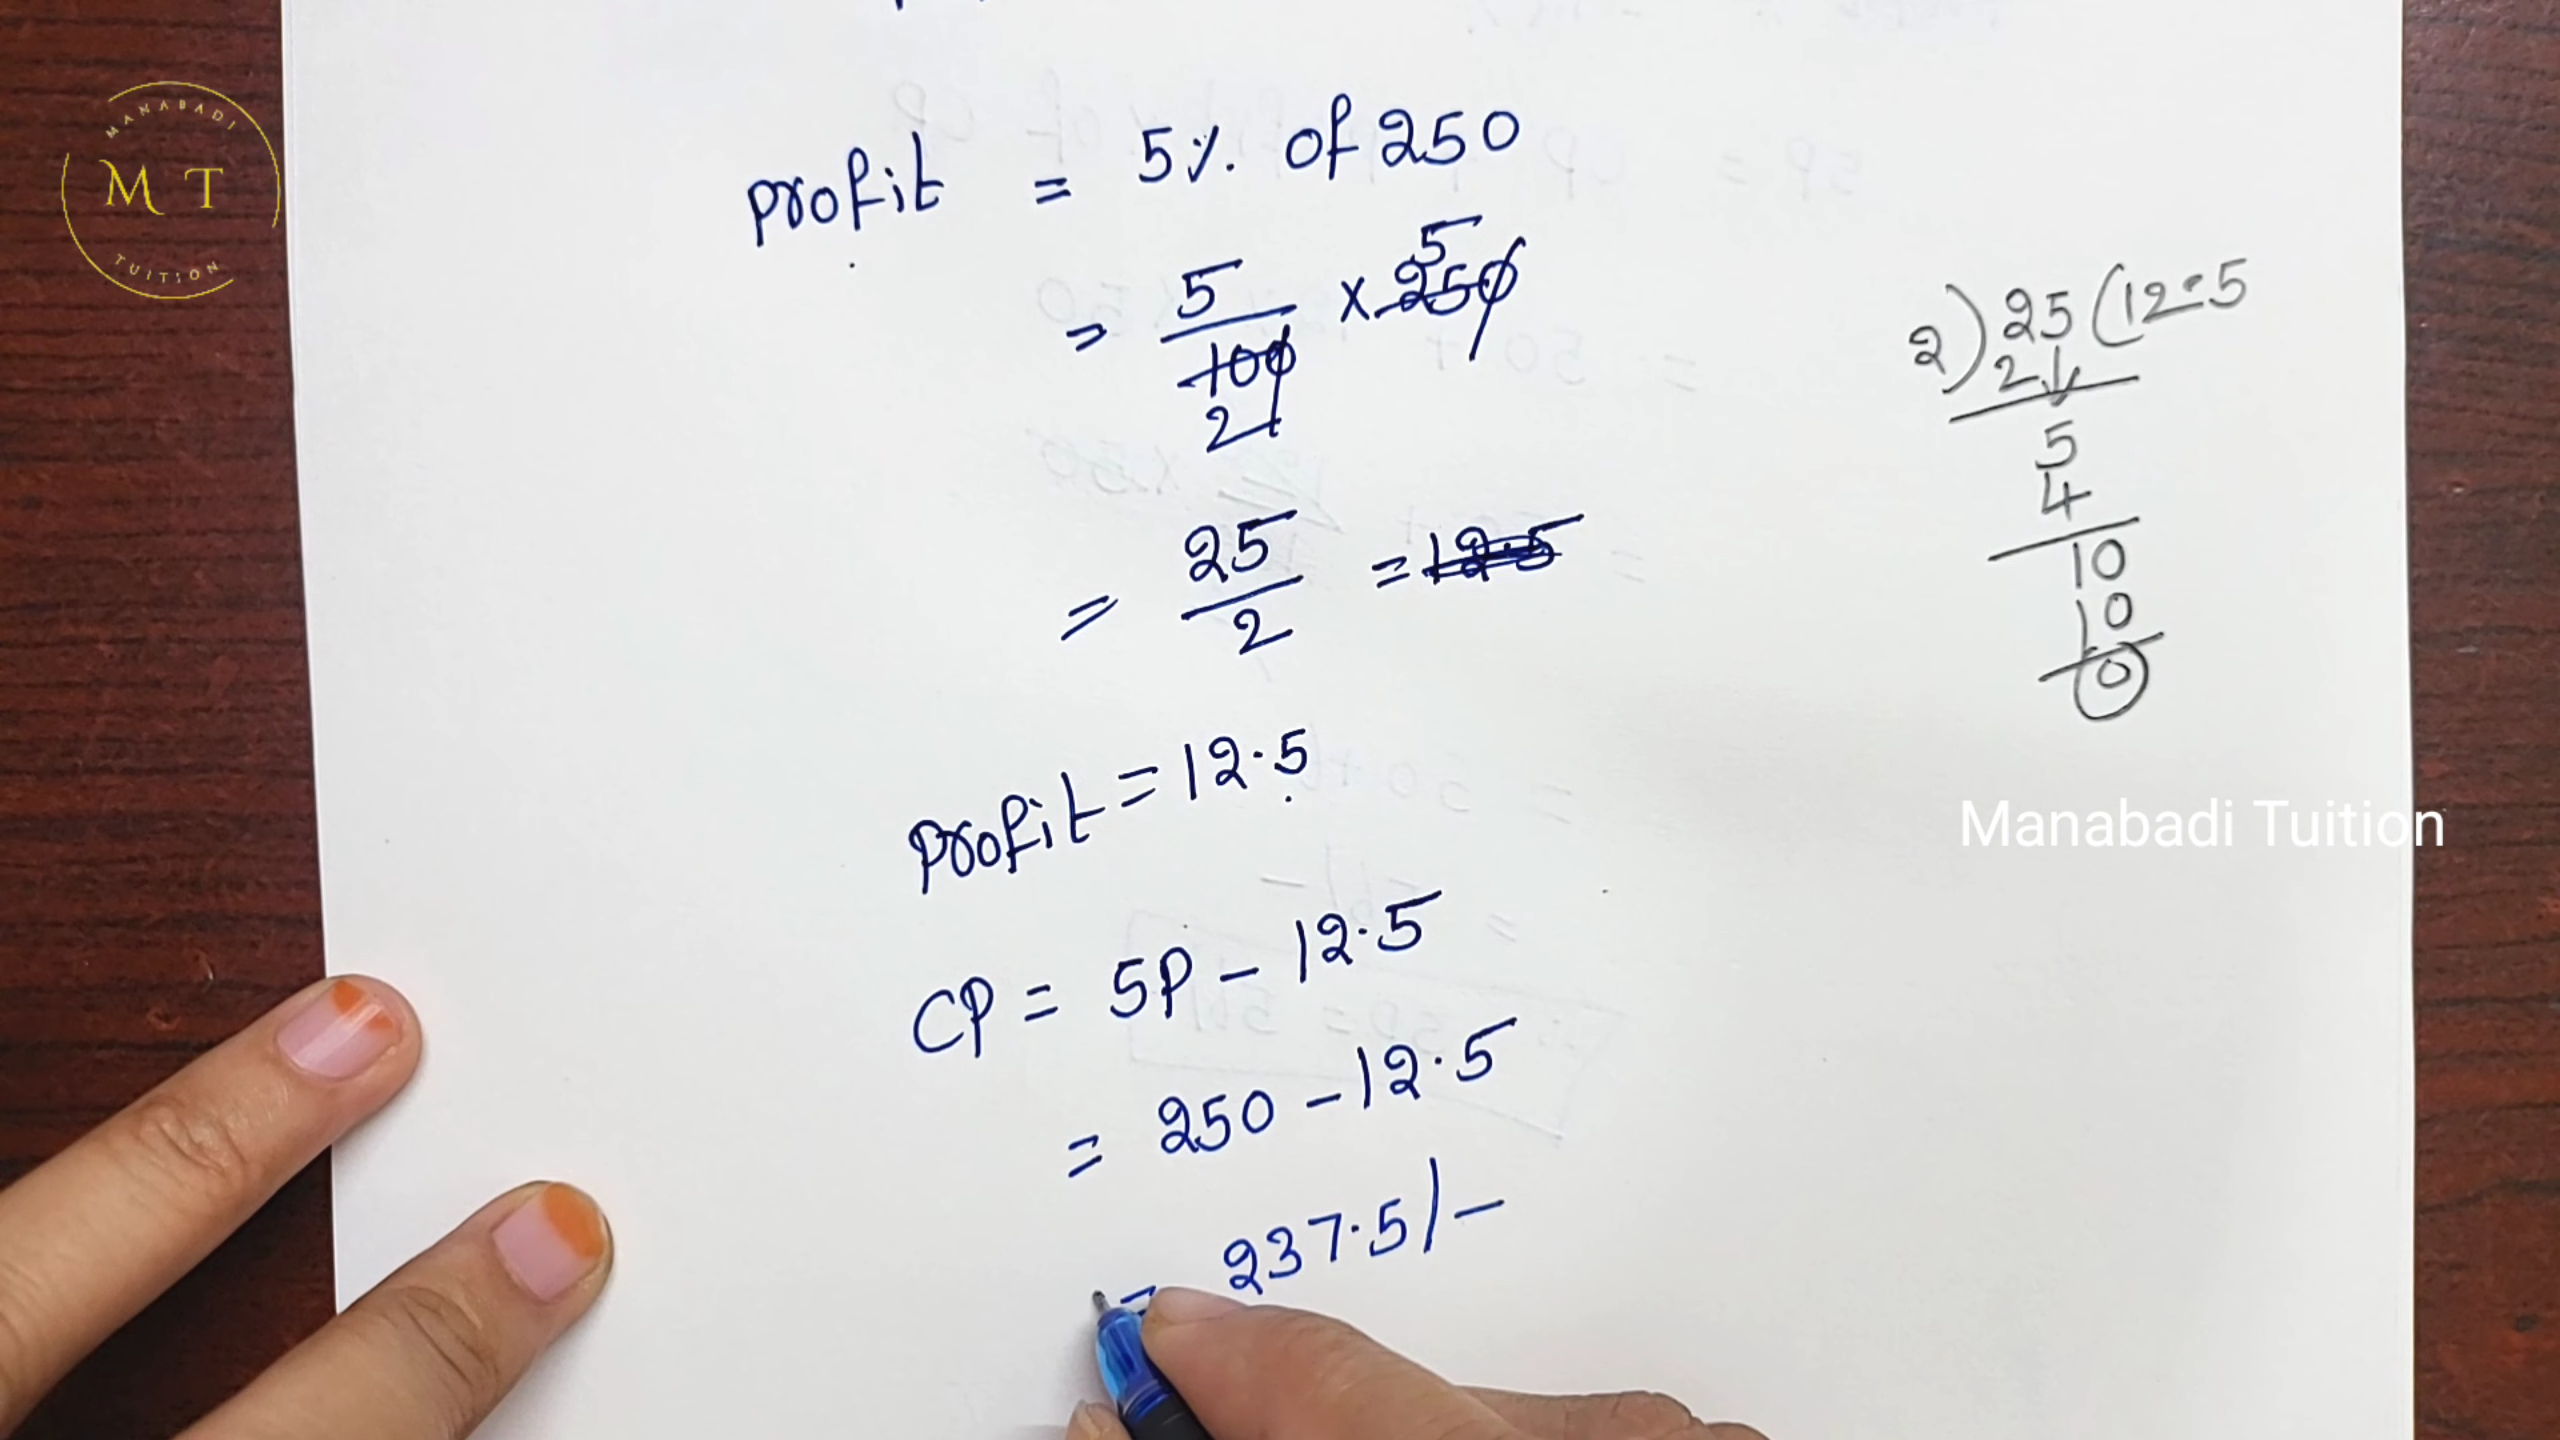 MANABADI
M T
TUITION
Profit = 5% of 250
= 5/100 × 250
5
2
= 25/2 = 12.5
2) 25 (12.5
2
5
4
10
10
0
Profit = 12.5
CP = SP - 12.5
= 250 - 12.5
= 237.5/-
Manabadi Tuition